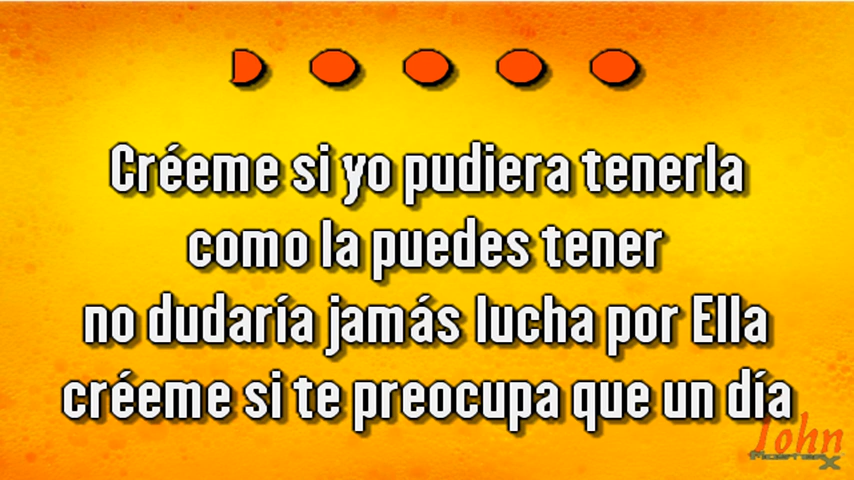 Créeme si yo pudiera tenerla
como la puedes tener
no dudaría jamás lucha por Ella
créeme si te preocupa que un día
John